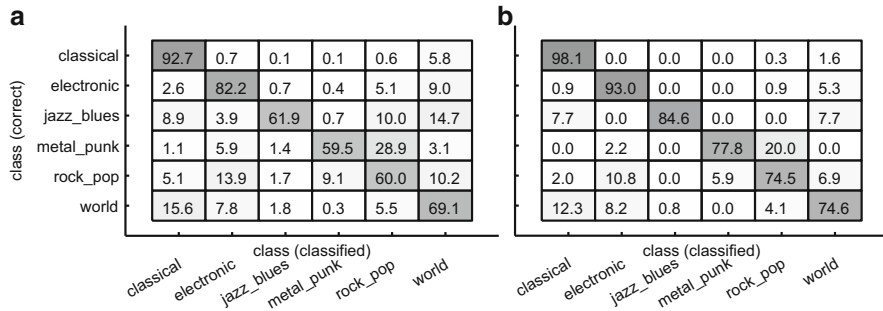 a
b
classical 92.7 0.7 0.1 0.1 0.6 5.8
electronic 2.6 82.2 0.7 0.4 5.1 9.0
jazz_blues 8.9 3.9 61.9 0.7 10.0 14.7
metal_punk 1.1 5.9 1.4 59.5 28.9 3.1
rock_pop 5.1 13.9 1.7 9.1 60.0 10.2
world 15.6 7.8 1.8 0.3 5.5 69.1
class (correct)
class (classified)
classical electronic jazz_blues metal_punk rock_pop world
98.1 0.0 0.0 0.0 0.3 1.6
0.9 93.0 0.0 0.0 0.9 5.3
7.7 0.0 84.6 0.0 0.0 7.7
0.0 2.2 0.0 77.8 20.0 0.0
2.0 10.8 0.0 5.9 74.5 6.9
12.3 8.2 0.8 0.0 4.1 74.6
class (classified)
classical electronic jazz_blues metal_punk rock_pop world